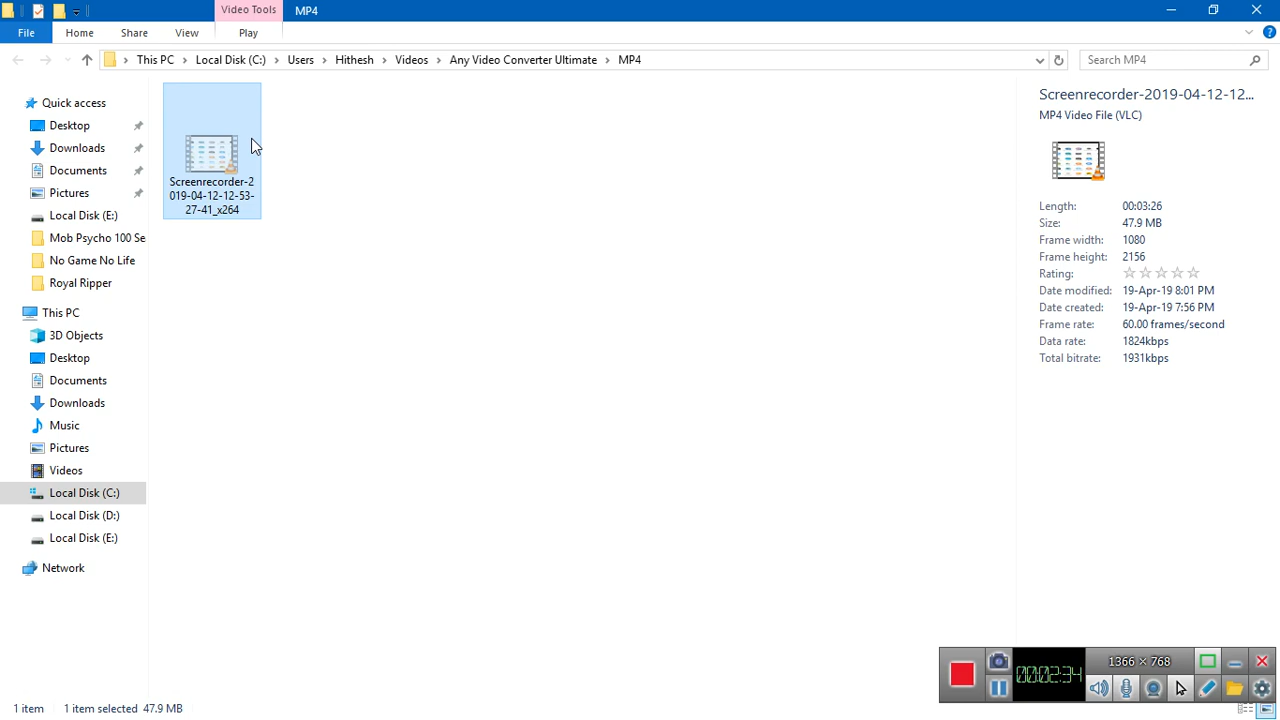 Video Tools
MP4
File
Home
Share
View
Play
This PC
Local Disk (C:)
Users
Hithesh
Videos
Any Video Converter Ultimate
MP4
Search MP4
Quick access
Desktop
Downloads
Documents
Pictures
Local Disk (E:)
Mob Psycho 100 Se
No Game No Life
Royal Ripper
This PC
3D Objects
Desktop
Documents
Downloads
Music
Pictures
Videos
Local Disk (C:)
Local Disk (D:)
Local Disk (E:)
Network
Screenrecorder-2
019-04-12-12-53-
27-41_x264
Screenrecorder-2019-04-12-12...
MP4 Video File (VLC)
Length: 00:03:26
Size: 47.9 MB
Frame width: 1080
Frame height: 2156
Rating:
Date modified: 19-Apr-19 8:01 PM
Date created: 19-Apr-19 7:56 PM
Frame rate: 60.00 frames/second
Data rate: 1824kbps
Total bitrate: 1931kbps
00:02:34
1366 × 768
1 item
1 item selected 47.9 MB